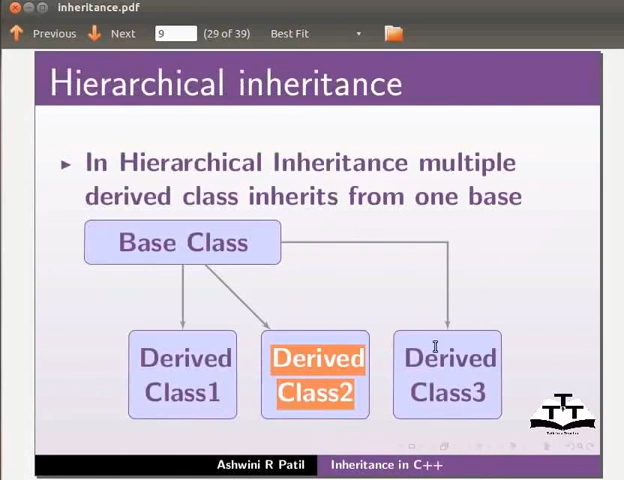 inheritance.pdf
Previous Next 9 (29 of 39) Best Fit
Hierarchical inheritance
In Hierarchical Inheritance multiple
derived class inherits from one base
Base Class
Derived
Class1
Derived
Class2
Derived
Class3
TTT
Ashwini R Patil Inheritance in C++